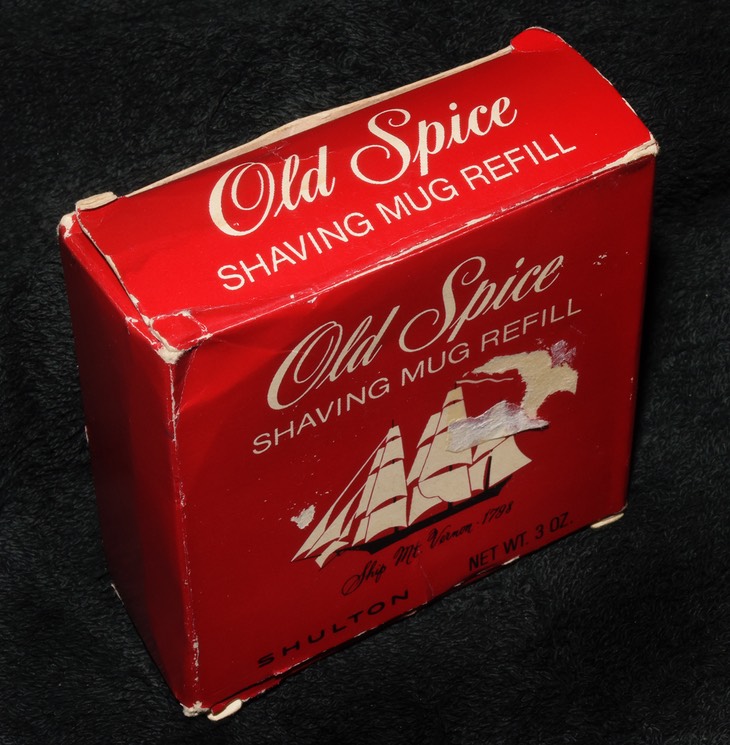 Old Spice
SHAVING MUG REFILL
Old Spice
SHAVING MUG REFILL
Ship Mt. Vernon - 1798
NET WT. 3 OZ.
SHULTON